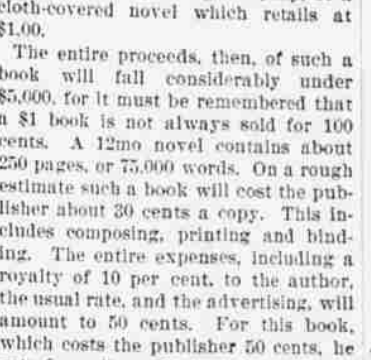 cloth-covered novel which retails at
$1.00.
The entire proceeds, then, of such a
book will fall considerably under
$5,000, for it must be remembered that
a $1 book is not always sold for 100
cents. A 12mo novel contains about
250 pages, or 75,000 words. On a rough
estimate such a book will cost the pub-
lisher about 30 cents a copy. This in-
cludes composing, printing and bind-
ing. The entire expenses, including a
royalty of 10 per cent. to the author,
the usual rate, and the advertising, will
amount to 50 cents. For this book,
which costs the publisher 50 cents, he